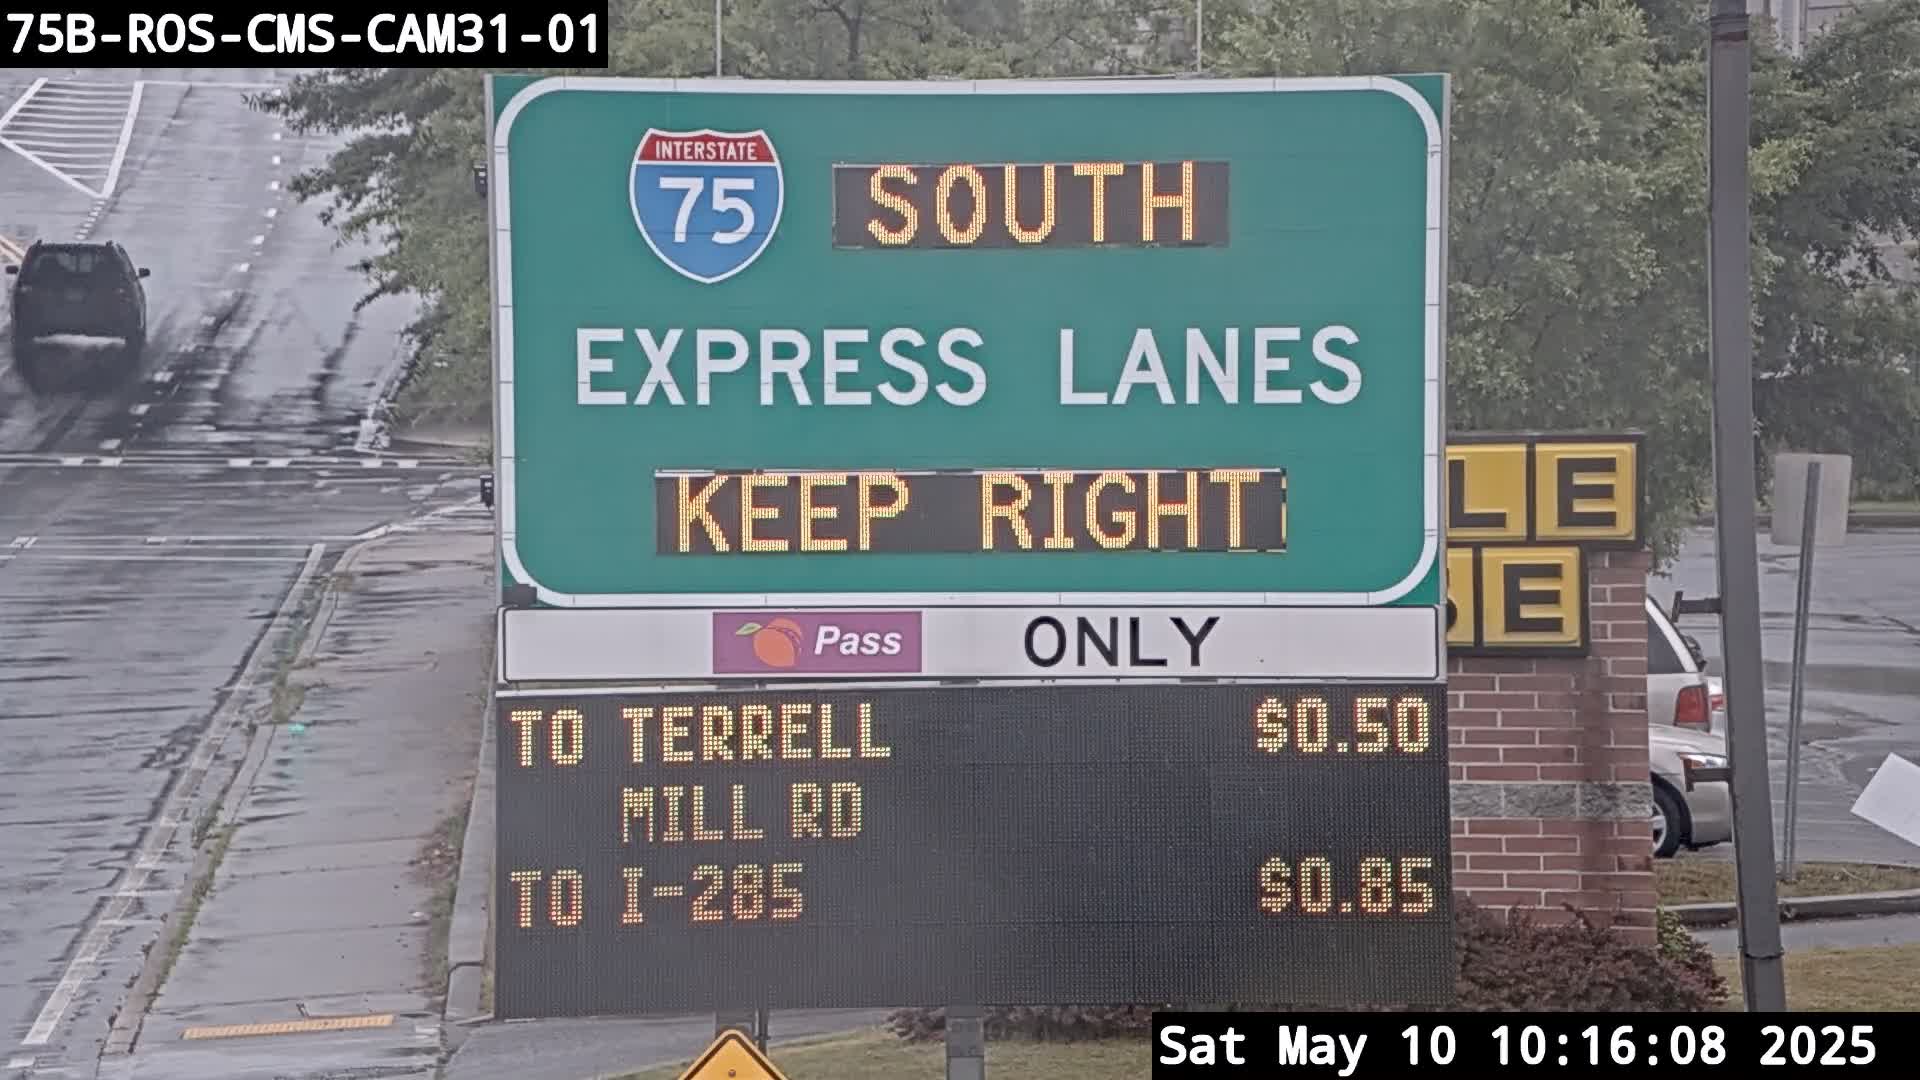 75B-ROS-CMS-CAM31-01
INTERSTATE
75
SOUTH
EXPRESS LANES
KEEP RIGHT
Pass ONLY
TO TERRELL $0.50
MILL RD
TO I-285 $0.85
LE
E
Sat May 10 10:16:08 2025